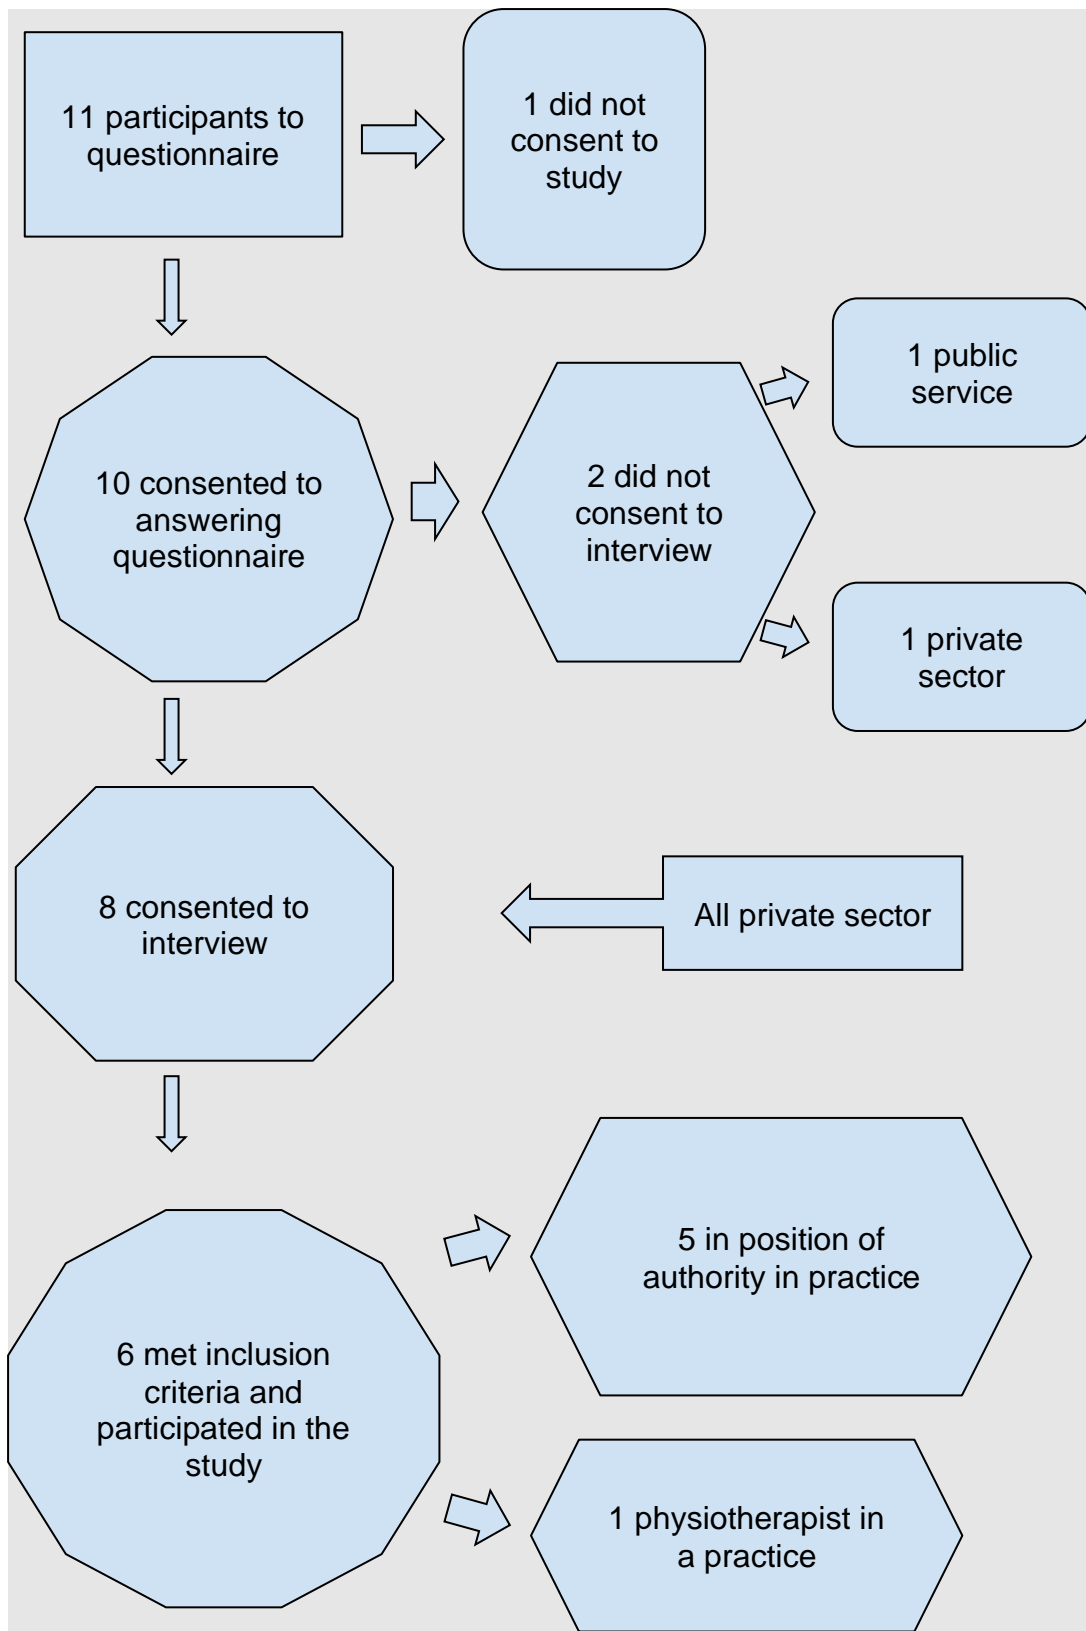 11 participants to
questionnaire
1 did not
consent to
study
10 consented to
answering
questionnaire
2 did not
consent to
interview
1 public
service
1 private
sector
8 consented to
interview
All private sector
6 met inclusion
criteria and
participated in the
study
5 in position of
authority in practice
1 physiotherapist in
a practice